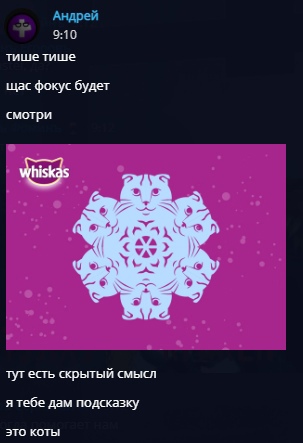 Андрей
9:10
тише тише
щас фокус будет
смотри
whiskas
тут есть скрытый смысл
я тебе дам подсказку
это коты